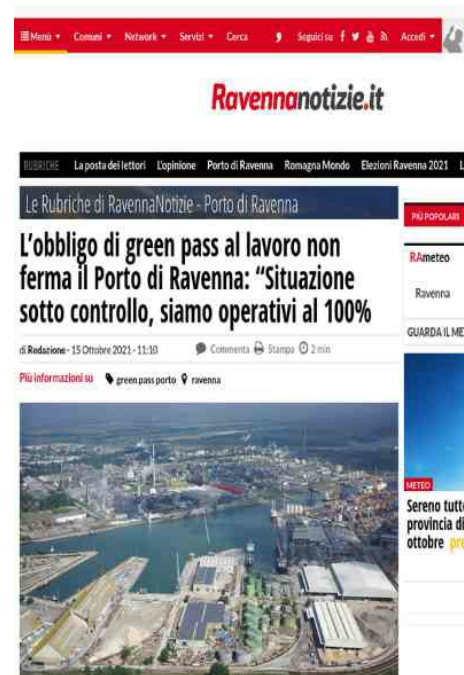 Menù Comuni Network Servizi Cerca Seguici su Accedi
Ravennanotizie.it
RUBRICHE La posta dei lettori L'opinione Porto di Ravenna Romagna Mondo Elezioni Ravenna 2021
Le Rubriche di RavennaNotizie - Porto di Ravenna
L’obbligo di green pass al lavoro non
ferma il Porto di Ravenna: “Situazione
sotto controllo, siamo operativi al 100%
di Redazione - 15 Ottobre 2021 - 11:10 Commenta Stampa 2 min
Più informazioni su green pass porto ravenna
PIÙ POPOLARI
RAmeteo
Ravenna
GUARDA IL ME
METEO
Sereno tutt
provincia di
ottobre pre